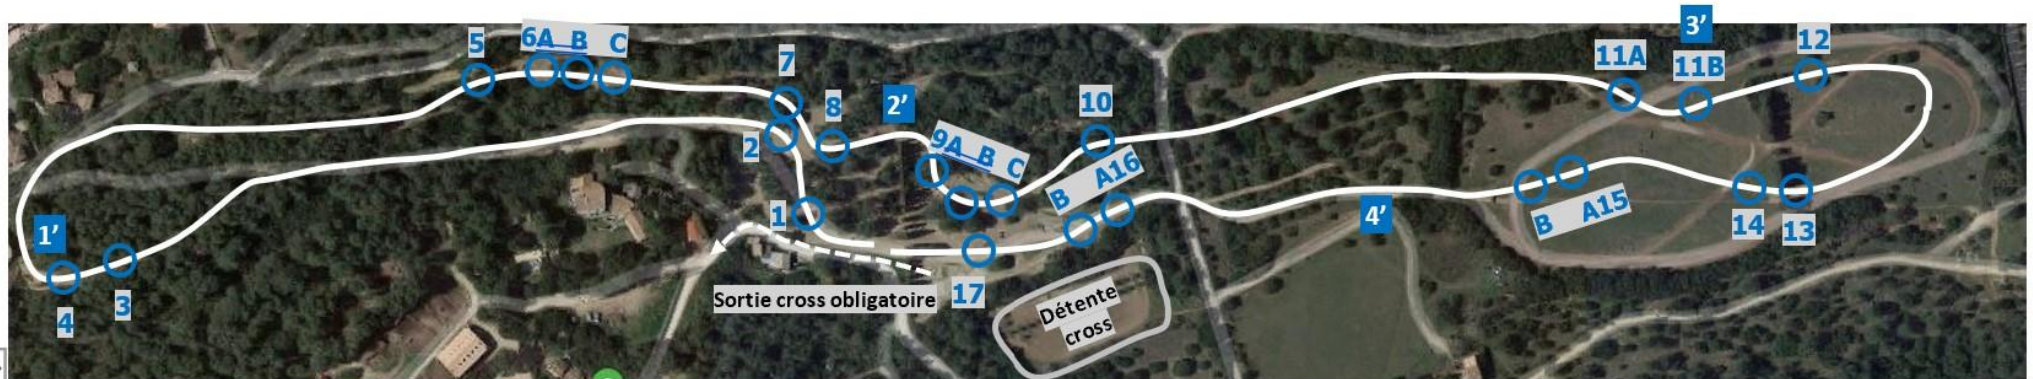 3’
5
6A B C
12
7
11A
11B
8
2’
10
2
9A B C
B A16
1
4’
B A15
14
13
1’
4
3
Sortie cross obligatoire
17
Détente
cross